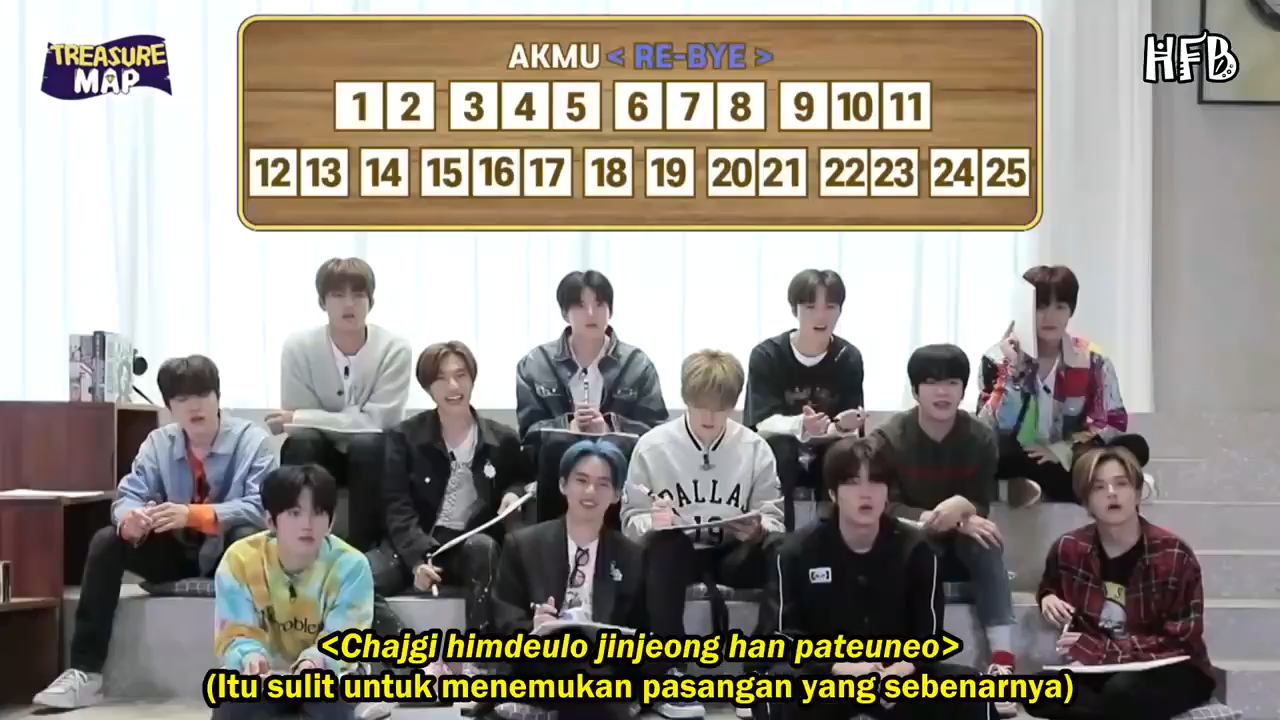 TREASURE
MAP
HFB
AKMU < RE-BYE >
1 2 3 4 5 6 7 8 9 10 11
12 13 14 15 16 17 18 19 20 21 22 23 24 25
DALLAS
19
<Chajgi himdeulo jinjeong han pateuneo>
(Itu sulit untuk menemukan pasangan yang sebenarnya)